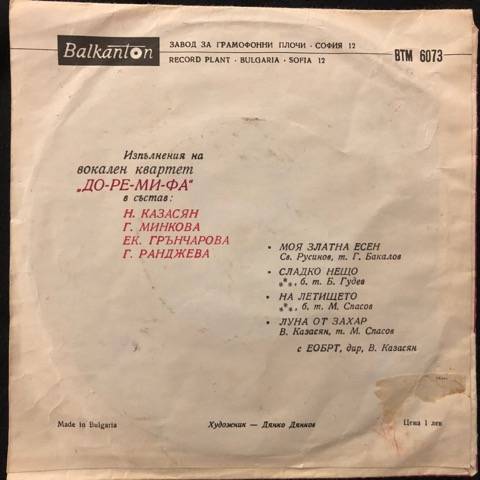 Balkanton
ЗАВОД ЗА ГРАМОФОННИ ПЛОЧИ · СОФИЯ 12
RECORD PLANT · BULGARIA · SOFIA 12
ВТМ 6073
Изпълнения на
вокален квартет
„ДО-РЕ-МИ-ФА“
в състав:
Н. КАЗАСЯН
Г. МИНКОВА
ЕК. ГРЪНЧАРОВА
Г. РАНДЖЕВА
• МОЯ ЗЛАТНА ЕСЕН
Св. Русинов, т. Г. Бакалов
• СЛАДКО НЕЩО
***, б. т. Б. Гудев
• НА ЛЕТИЩЕТО
***, б. т. М. Спасов
• ЛУНА ОТ ЗАХАР
В. Казасян, т. М. Спасов
с ЕОБРТ, дир, В. Казасян
Made in Bulgaria
Художник — Дянко Дянков
Цена 1 лев